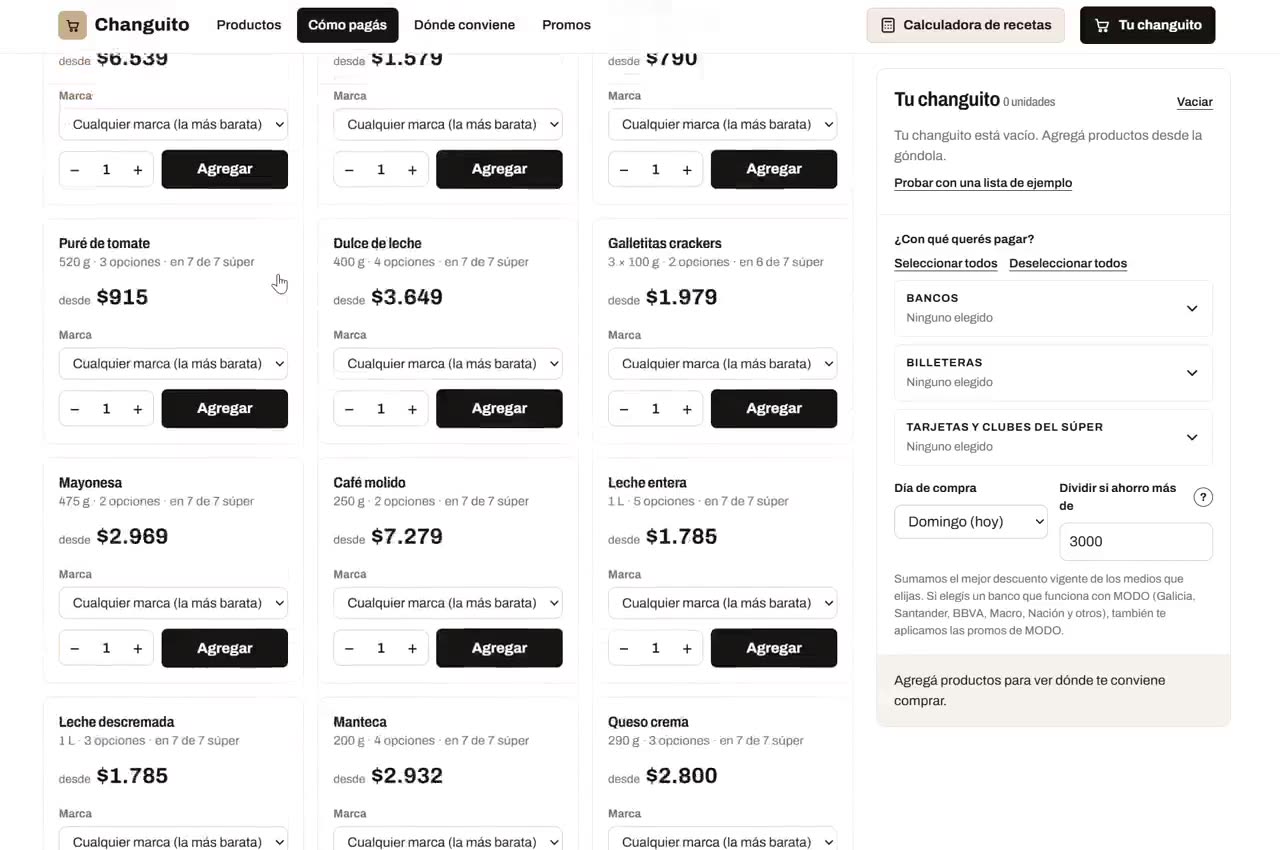 Changuito
Productos
Cómo pagás
Dónde conviene
Promos
Calculadora de recetas
Tu changuito
desde $6.539
desde $1.579
desde $790
Marca
Marca
Marca
Cualquier marca (la más barata)
Cualquier marca (la más barata)
Cualquier marca (la más barata)
− 1 + Agregar
− 1 + Agregar
− 1 + Agregar
Puré de tomate
520 g · 3 opciones · en 7 de 7 súper
desde $915
Marca
Cualquier marca (la más barata)
− 1 + Agregar
Dulce de leche
400 g · 4 opciones · en 7 de 7 súper
desde $3.649
Marca
Cualquier marca (la más barata)
− 1 + Agregar
Galletitas crackers
3 × 100 g · 2 opciones · en 6 de 7 súper
desde $1.979
Marca
Cualquier marca (la más barata)
− 1 + Agregar
Mayonesa
475 g · 2 opciones · en 7 de 7 súper
desde $2.969
Marca
Cualquier marca (la más barata)
− 1 + Agregar
Café molido
250 g · 2 opciones · en 7 de 7 súper
desde $7.279
Marca
Cualquier marca (la más barata)
− 1 + Agregar
Leche entera
1 L · 5 opciones · en 7 de 7 súper
desde $1.785
Marca
Cualquier marca (la más barata)
− 1 + Agregar
Leche descremada
1 L · 3 opciones · en 7 de 7 súper
desde $1.785
Marca
Cualquier marca (la más barata)
Manteca
200 g · 4 opciones · en 7 de 7 súper
desde $2.932
Marca
Cualquier marca (la más barata)
Queso crema
290 g · 3 opciones · en 7 de 7 súper
desde $2.800
Marca
Cualquier marca (la más barata)
Tu changuito 0 unidades
Vaciar
Tu changuito está vacío. Agregá productos desde la
góndola.
Probar con una lista de ejemplo
¿Con qué querés pagar?
Seleccionar todos
Deseleccionar todos
BANCOS
Ninguno elegido
BILLETERAS
Ninguno elegido
TARJETAS Y CLUBES DEL SÚPER
Ninguno elegido
Día de compra
Domingo (hoy)
Dividir si ahorro más
de
?
3000
Sumamos el mejor descuento vigente de los medios que
elijas. Si elegís un banco que funciona con MODO (Galicia,
Santander, BBVA, Macro, Nación y otros), también te
aplicamos las promos de MODO.
Agregá productos para ver dónde te conviene
comprar.